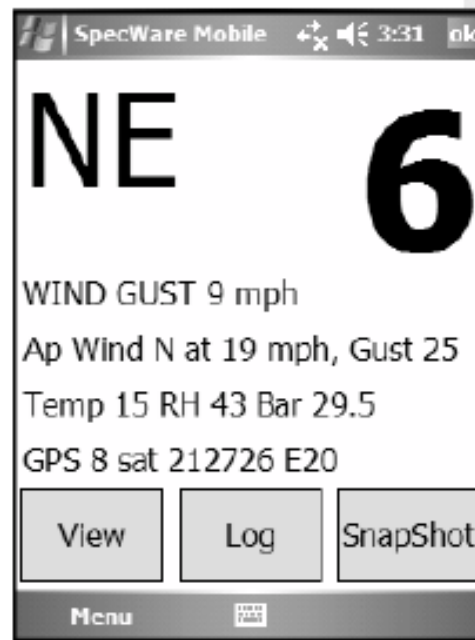 SpecWare Mobile 3:31 ok
NE 6
WIND GUST 9 mph
Ap Wind N at 19 mph, Gust 25
Temp 15 RH 43 Bar 29.5
GPS 8 sat 212726 E20
View Log SnapShot
Menu